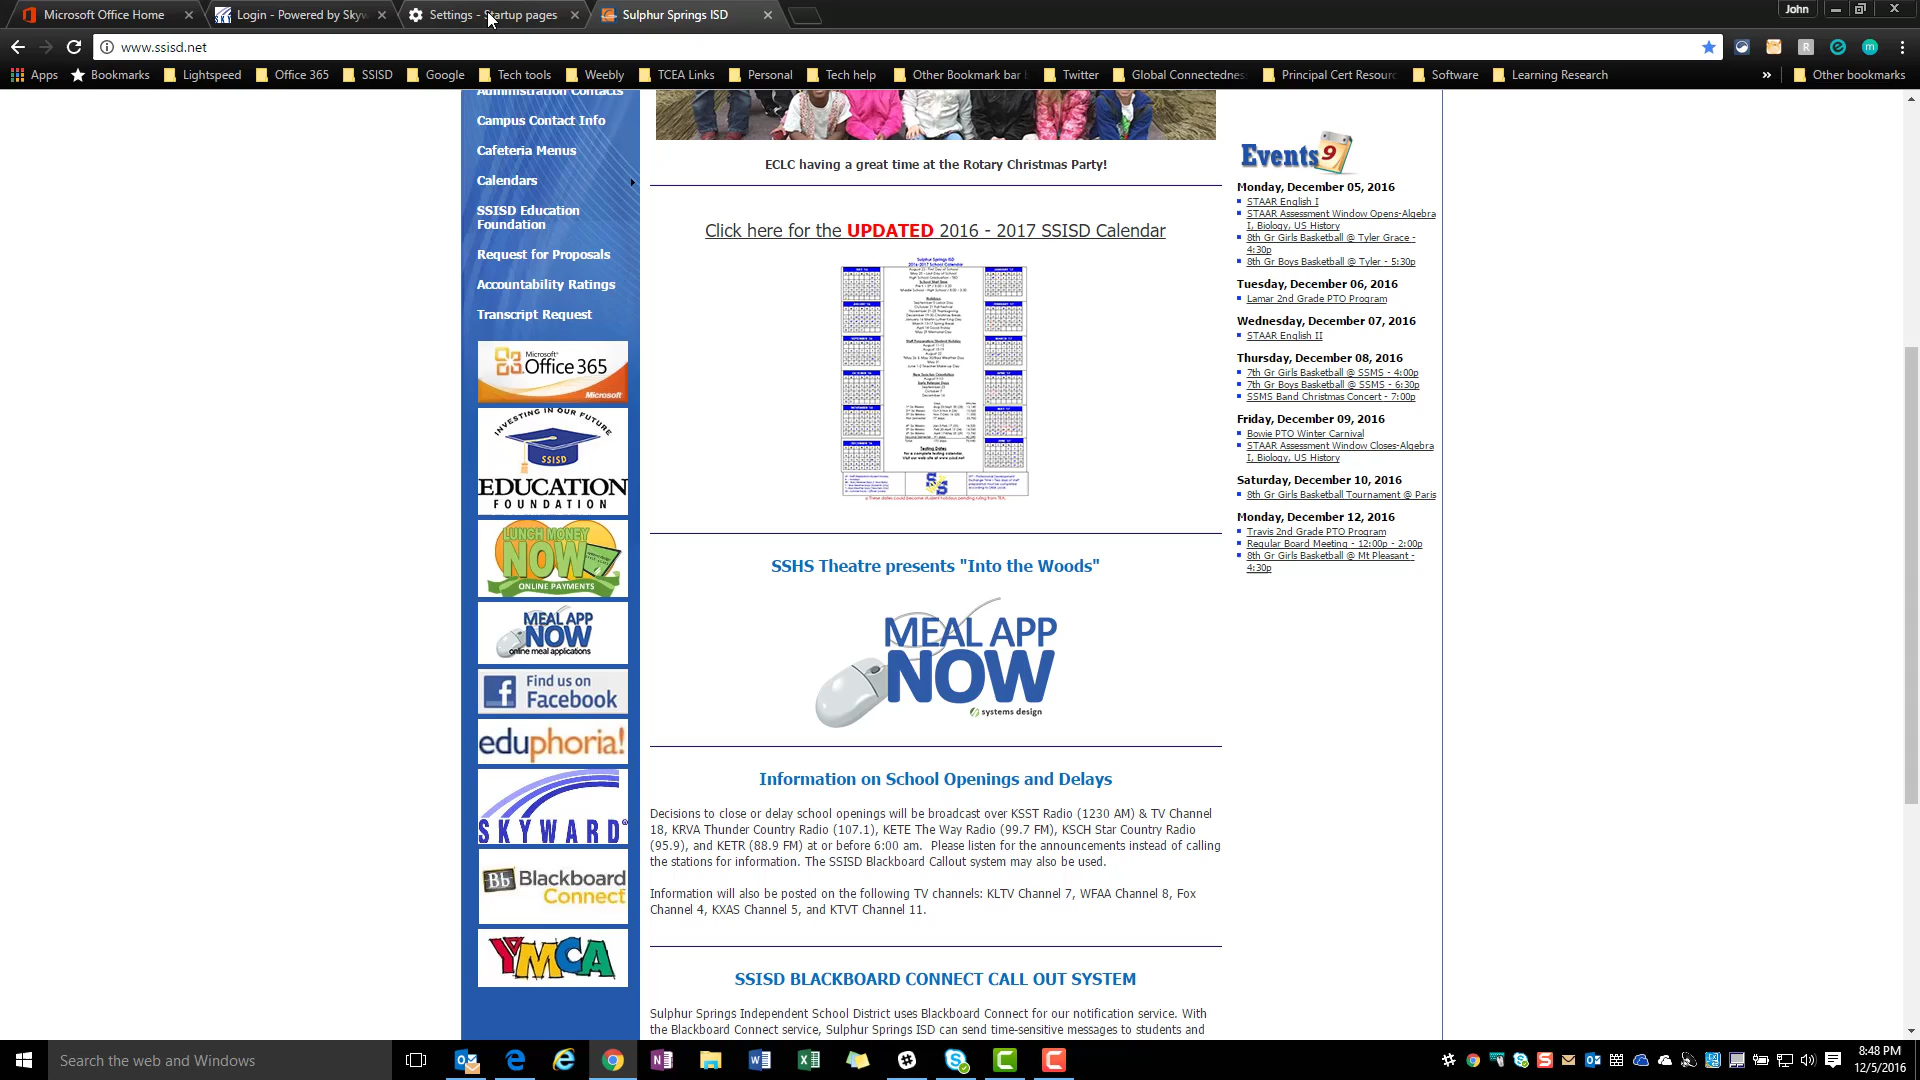 Microsoft Office Home
Login - Powered by Skyw
Settings - Startup pages
Sulphur Springs ISD
John
www.ssisd.net
Apps
Bookmarks
Lightspeed
Office 365
SSISD
Google
Tech tools
Weebly
TCEA Links
Personal
Tech help
Other Bookmark bar
Twitter
Global Connectednes
Principal Cert Resourc
Software
Learning Research
»
Other bookmarks
Administration Contacts
Campus Contact Info
Cafeteria Menus
Calendars
SSISD Education
Foundation
Request for Proposals
Accountability Ratings
Transcript Request
Microsoft
Office 365
Microsoft
INVESTING IN OUR FUTURE
SSISD
EDUCATION
FOUNDATION
LUNCH MONEY
NOW
ONLINE PAYMENTS
MEAL APP
NOW
online meal applications
Find us on
Facebook
eduphoria!
SKYWARD
Bb Blackboard
Connect
YMCA
ECLC having a great time at the Rotary Christmas Party!
Click here for the UPDATED 2016 - 2017 SSISD Calendar
Sulphur Springs ISD
2016-2017 School Calendar
SSHS Theatre presents "Into the Woods"
MEAL APP
NOW
systems design
Information on School Openings and Delays
Decisions to close or delay school openings will be broadcast over KSST Radio (1230 AM) & TV Channel
18, KRVA Thunder Country Radio (107.1), KETE The Way Radio (99.7 FM), KSCH Star Country Radio
(95.9), and KETR (88.9 FM) at or before 6:00 am.  Please listen for the announcements instead of calling
the stations for information. The SSISD Blackboard Callout system may also be used.
Information will also be posted on the following TV channels: KLTV Channel 7, WFAA Channel 8, Fox
Channel 4, KXAS Channel 5, and KTVT Channel 11.
SSISD BLACKBOARD CONNECT CALL OUT SYSTEM
Sulphur Springs Independent School District uses Blackboard Connect for our notification service. With
the Blackboard Connect service, Sulphur Springs ISD can send time-sensitive messages to students and
Events 9
Monday, December 05, 2016
STAAR English I
STAAR Assessment Window Opens-Algebra
I, Biology, US History
8th Gr Girls Basketball @ Tyler Grace -
4:30p
8th Gr Boys Basketball @ Tyler - 5:30p
Tuesday, December 06, 2016
Lamar 2nd Grade PTO Program
Wednesday, December 07, 2016
STAAR English II
Thursday, December 08, 2016
7th Gr Girls Basketball @ SSMS - 4:00p
7th Gr Boys Basketball @ SSMS - 6:30p
SSMS Band Christmas Concert - 7:00p
Friday, December 09, 2016
Bowie PTO Winter Carnival
STAAR Assessment Window Closes-Algebra
I, Biology, US History
Saturday, December 10, 2016
8th Gr Girls Basketball Tournament @ Paris
Monday, December 12, 2016
Travis 2nd Grade PTO Program
Regular Board Meeting - 12:00p - 2:00p
8th Gr Girls Basketball @ Mt Pleasant -
4:30p
Search the web and Windows
8:48 PM
12/5/2016